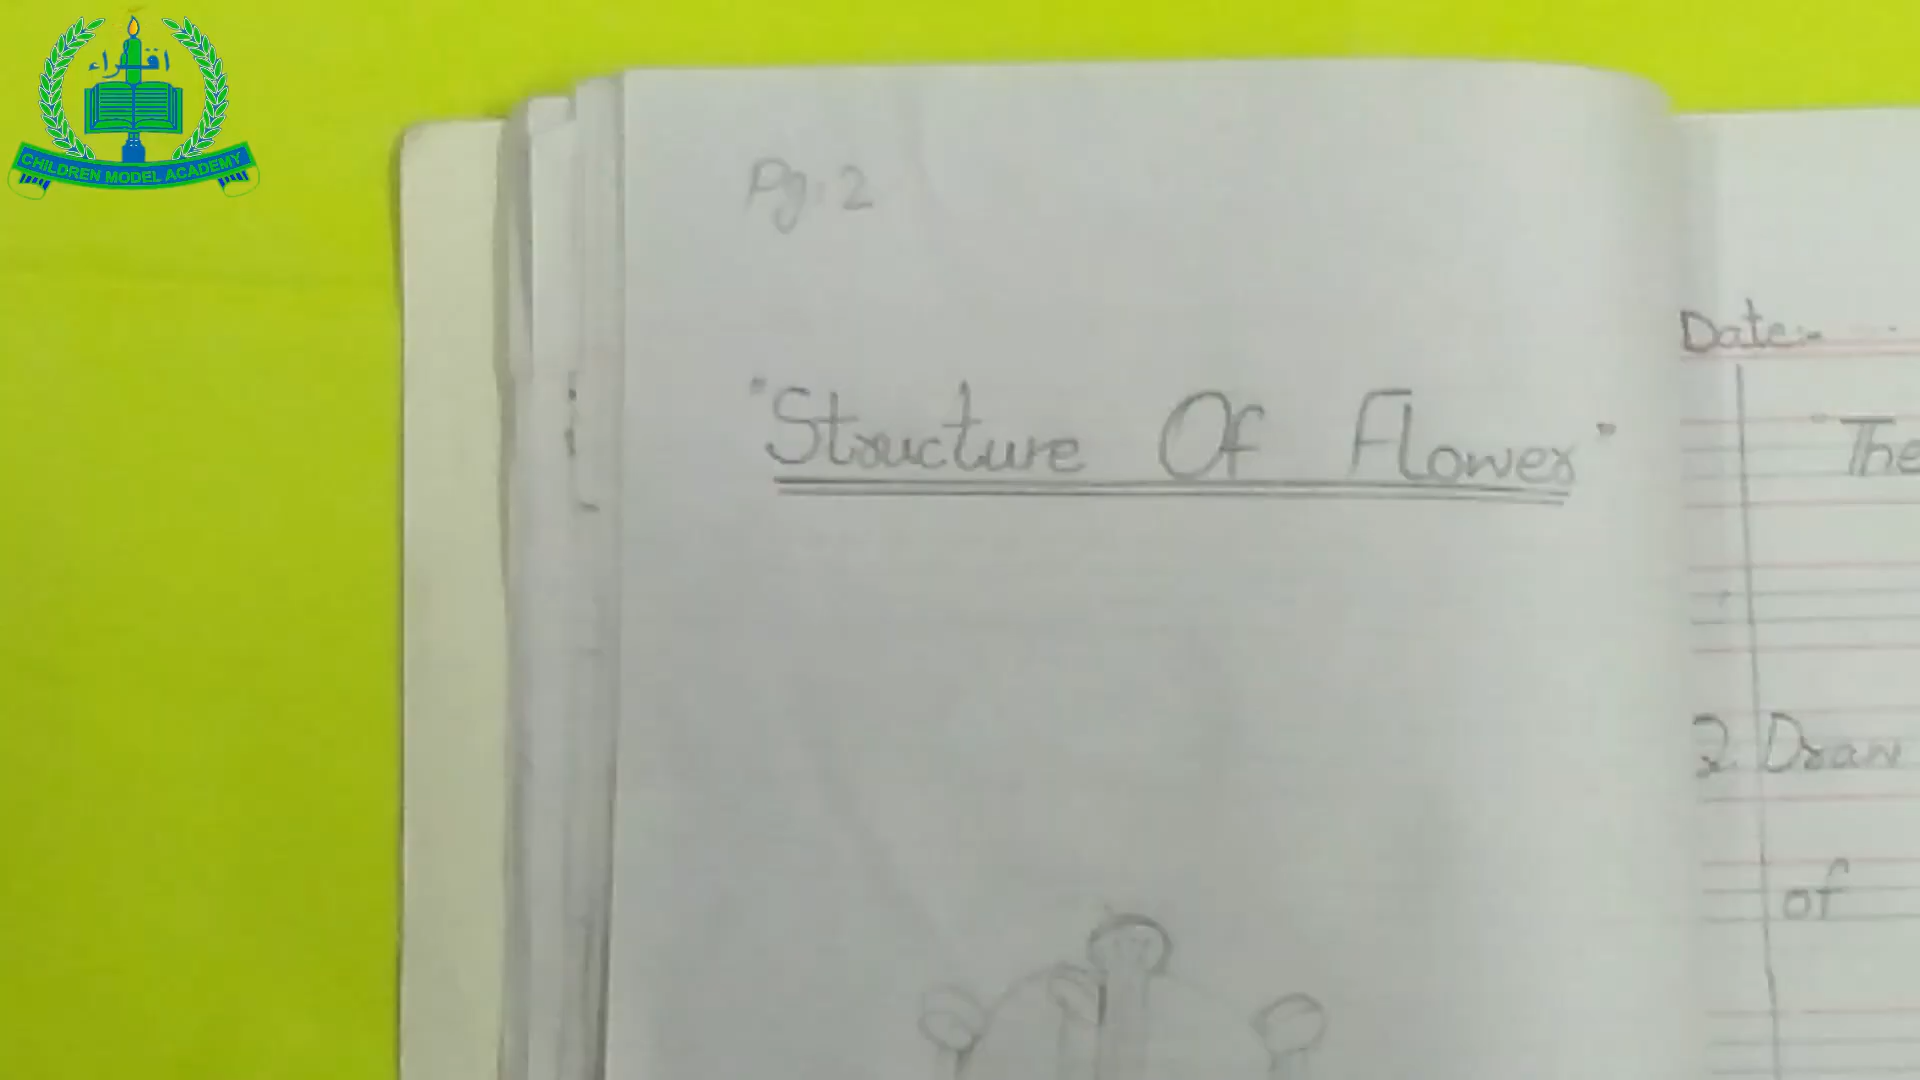 اقراء
CHILDREN MODEL ACADEMY
Pg. 2
"Structure Of Flower"
Date:-
"The
2. Draw
of